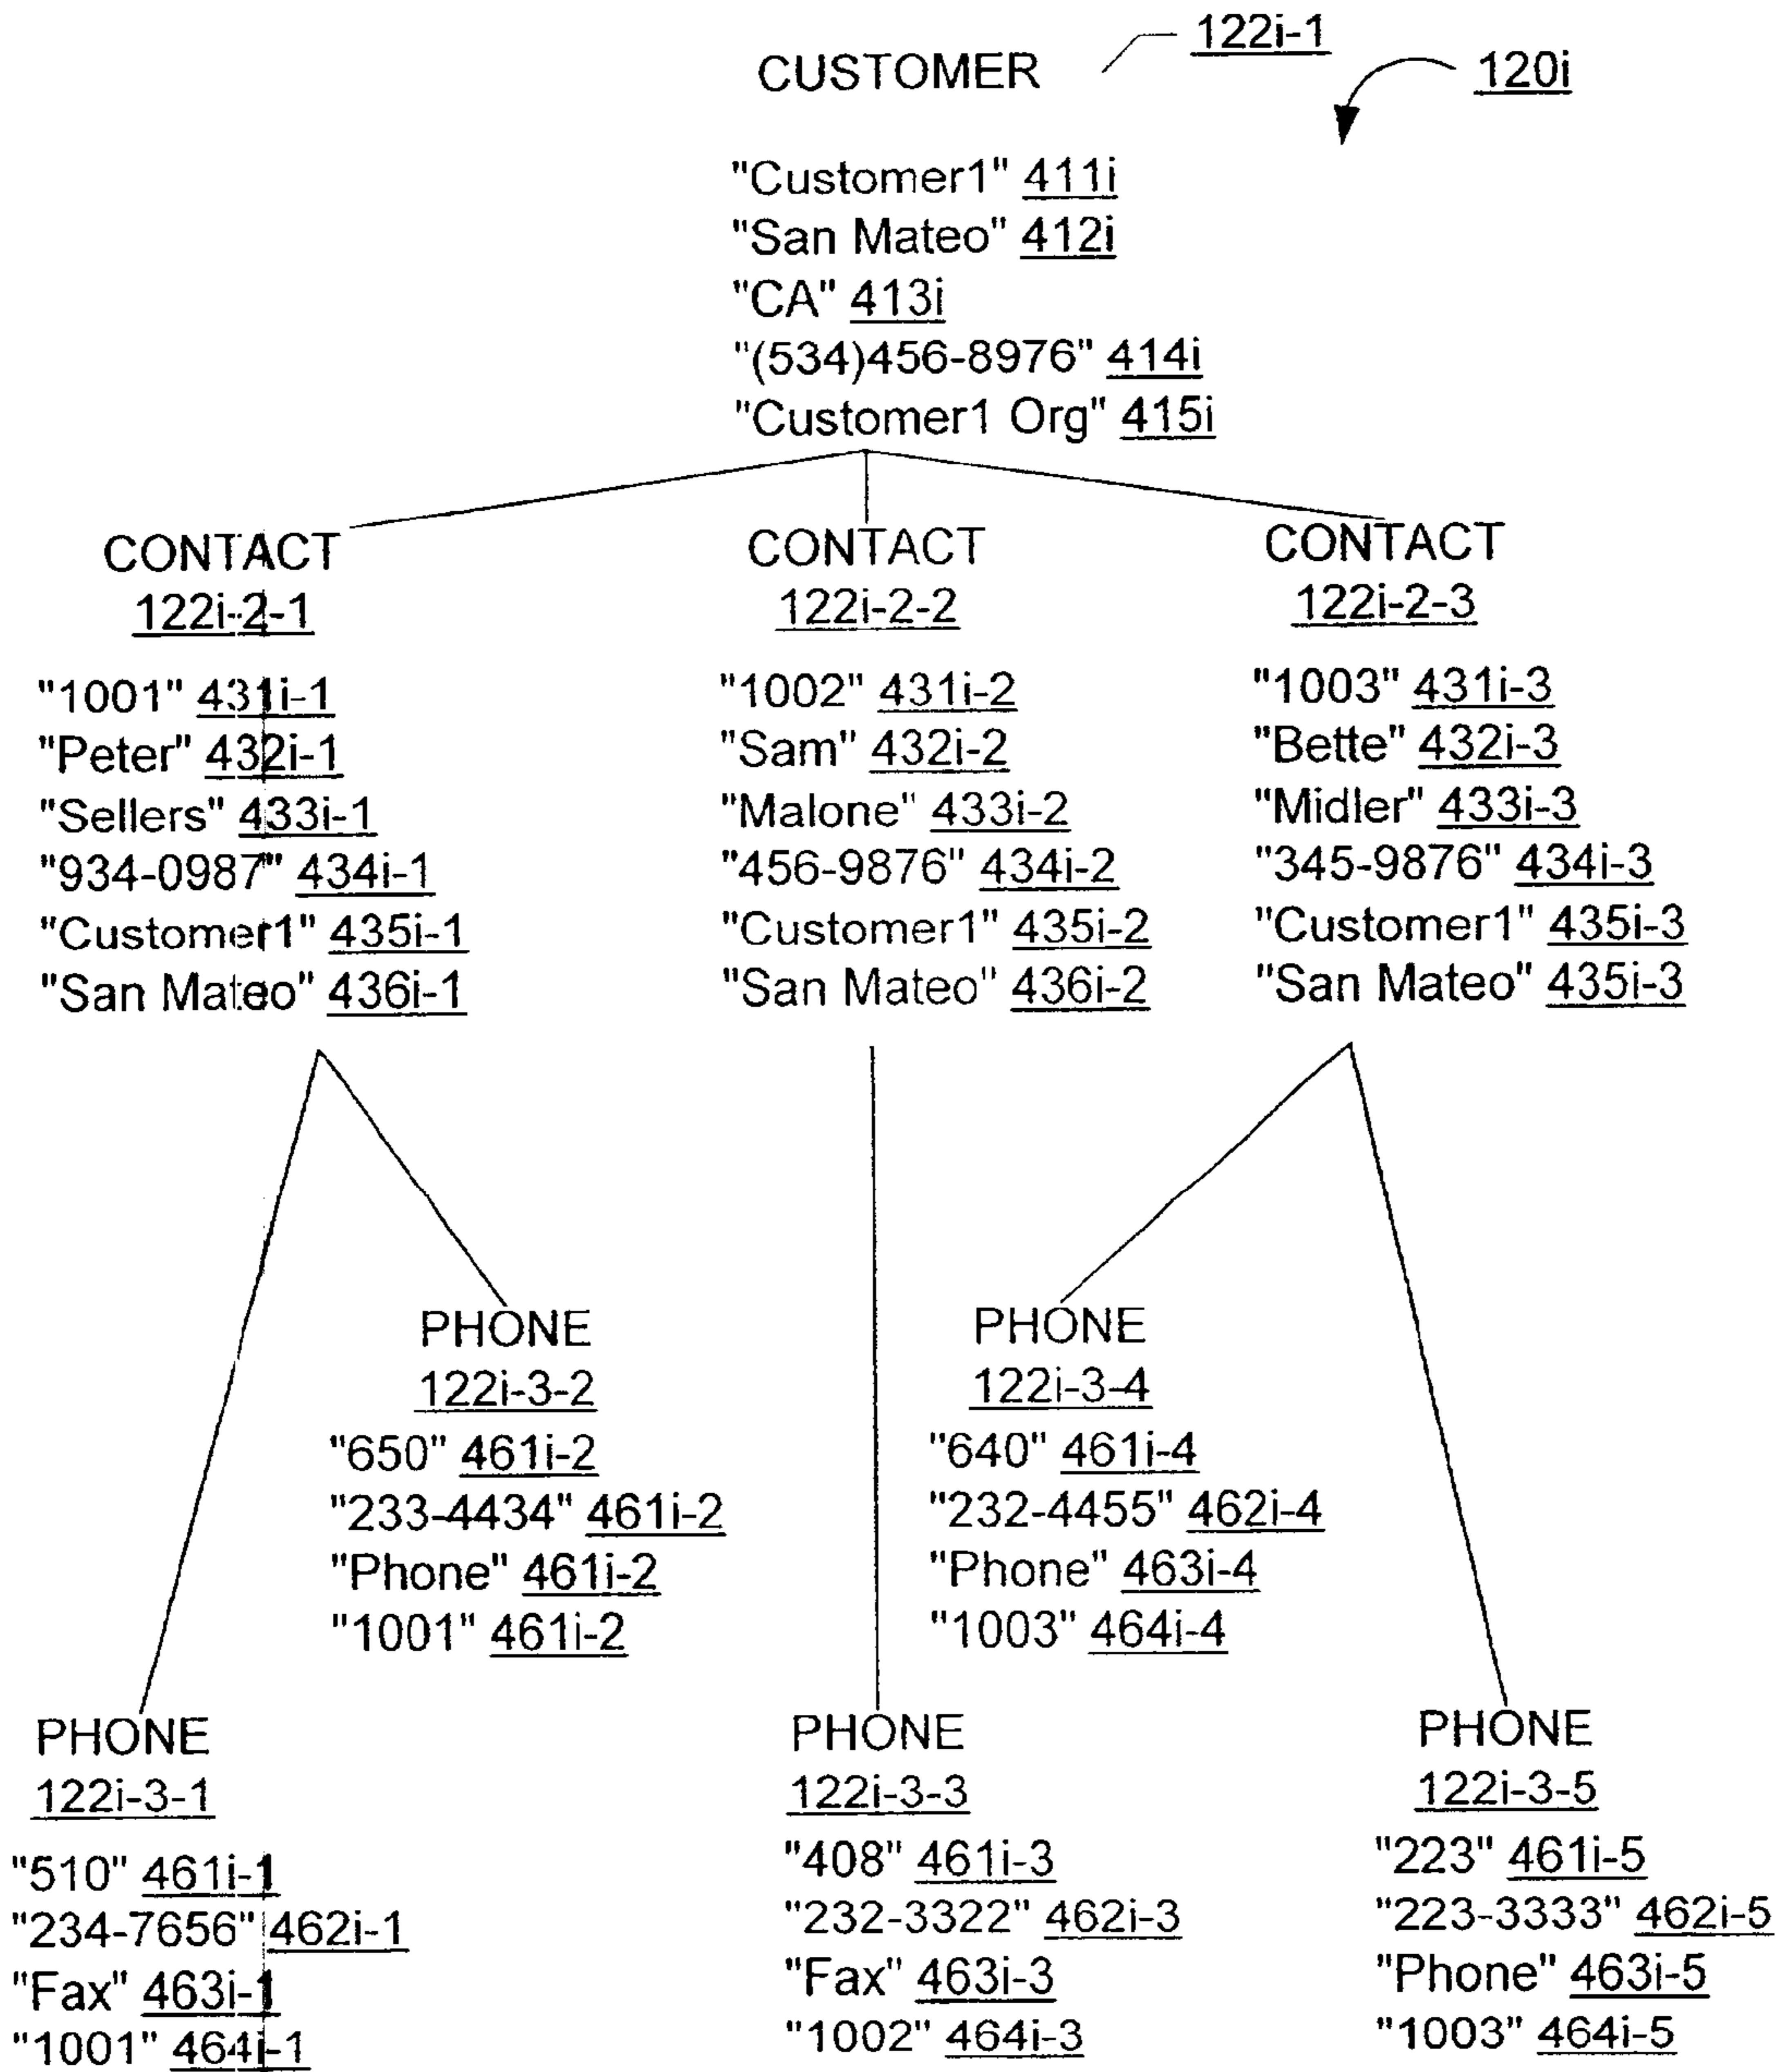 CUSTOMER 122i-1
120i
"Customer1" 411i
"San Mateo" 412i
"CA" 413i
"(534)456-8976" 414i
"Customer1 Org" 415i
CONTACT
122i-2-1
"1001" 431i-1
"Peter" 432i-1
"Sellers" 433i-1
"934-0987" 434i-1
"Customer1" 435i-1
"San Mateo" 436i-1
CONTACT
122i-2-2
"1002" 431i-2
"Sam" 432i-2
"Malone" 433i-2
"456-9876" 434i-2
"Customer1" 435i-2
"San Mateo" 436i-2
CONTACT
122i-2-3
"1003" 431i-3
"Bette" 432i-3
"Midler" 433i-3
"345-9876" 434i-3
"Customer1" 435i-3
"San Mateo" 435i-3
PHONE
122i-3-2
"650" 461i-2
"233-4434" 461i-2
"Phone" 461i-2
"1001" 461i-2
PHONE
122i-3-4
"640" 461i-4
"232-4455" 462i-4
"Phone" 463i-4
"1003" 464i-4
PHONE
122i-3-1
"510" 461i-1
"234-7656" 462i-1
"Fax" 463i-1
"1001" 464i-1
PHONE
122i-3-3
"408" 461i-3
"232-3322" 462i-3
"Fax" 463i-3
"1002" 464i-3
PHONE
122i-3-5
"223" 461i-5
"223-3333" 462i-5
"Phone" 463i-5
"1003" 464i-5